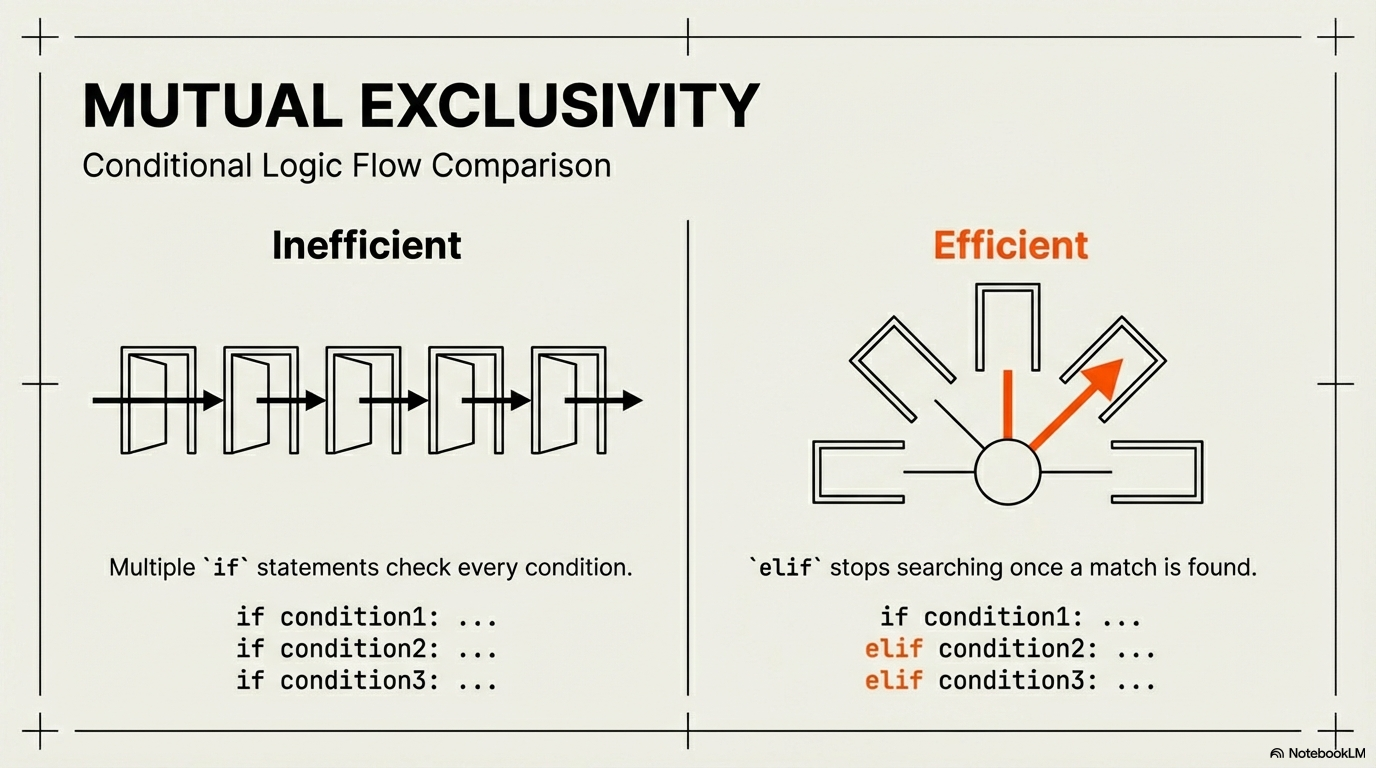 MUTUAL EXCLUSIVITY
Conditional Logic Flow Comparison
Inefficient
Multiple `if` statements check every condition.
if condition1: ...
if condition2: ...
if condition3: ...
Efficient
`elif` stops searching once a match is found.
if condition1: ...
elif condition2: ...
elif condition3: ...
NotebookLM